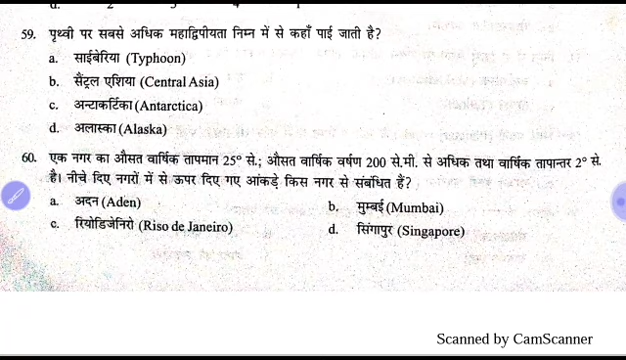 59. पृथ्वी पर सबसे अधिक महाद्विपीयता निम्न में से कहाँ पाई जाती है?
a. साईबेरिया (Typhoon)
b. सैंट्रल एशिया (Central Asia)
c. अन्टाकर्टिका (Antarctica)
d. अलास्का (Alaska)
60. एक नगर का औसत वार्षिक तापमान 25° से.; औसत वार्षिक वर्षण 200 से.मी. से अधिक तथा वार्षिक तापान्तर 2° से.
है। नीचे दिए नगरों में से ऊपर दिए गए आंकड़े किस नगर से संबंधित हैं?
a. अदन (Aden) b. मुम्बई (Mumbai)
c. रियोडिजेनिरो (Riso de Janeiro) d. सिंगापुर (Singapore)
Scanned by CamScanner